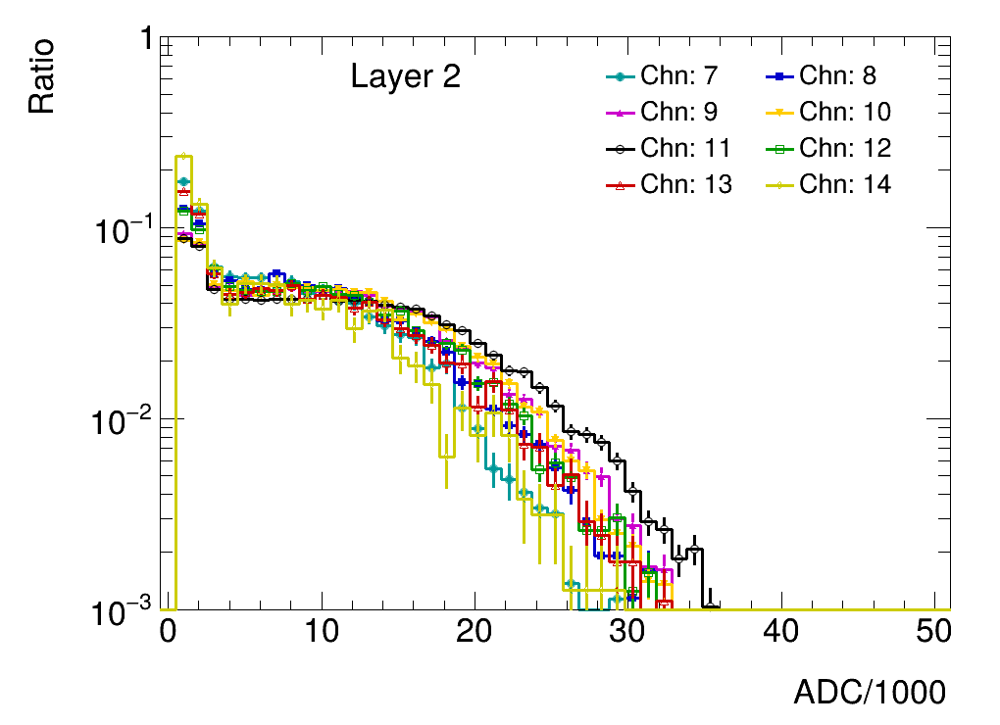 Ratio
Layer 2
Chn: 7
Chn: 8
Chn: 9
Chn: 10
Chn: 11
Chn: 12
Chn: 13
Chn: 14
1
10⁻¹
10⁻²
10⁻³
0 10 20 30 40 50
ADC/1000